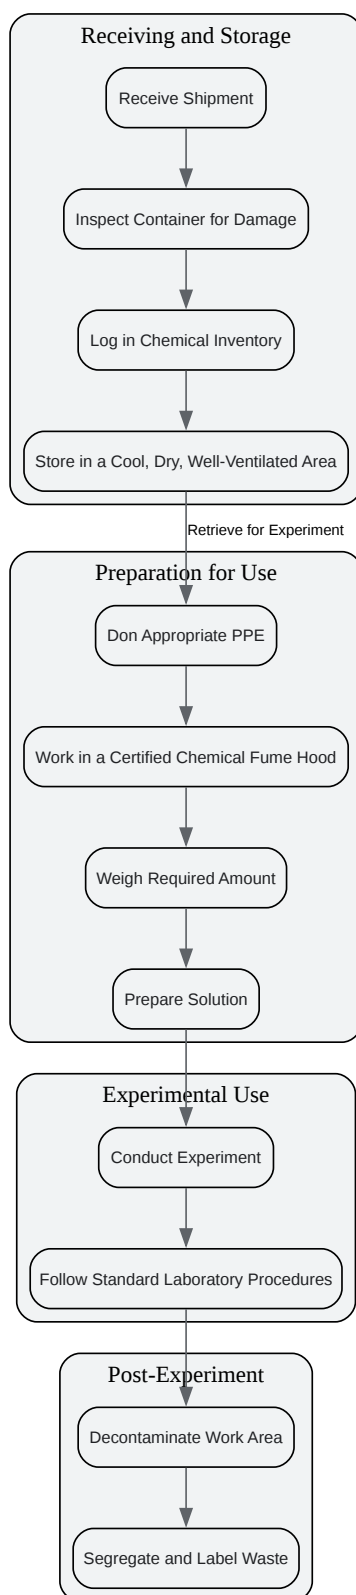 Receiving and Storage
Receive Shipment
Inspect Container for Damage
Log in Chemical Inventory
Store in a Cool, Dry, Well-Ventilated Area
Retrieve for Experiment
Preparation for Use
Don Appropriate PPE
Work in a Certified Chemical Fume Hood
Weigh Required Amount
Prepare Solution
Experimental Use
Conduct Experiment
Follow Standard Laboratory Procedures
Post-Experiment
Decontaminate Work Area
Segregate and Label Waste